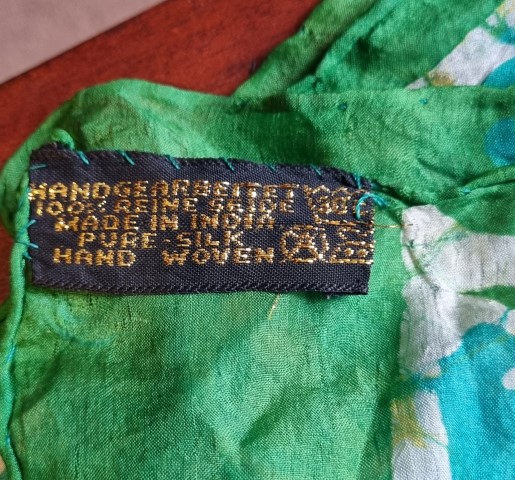 HANDGEARBEITET
100% REINE SEIDE
MADE IN INDIA
PURE-SILK
HAND WOVEN